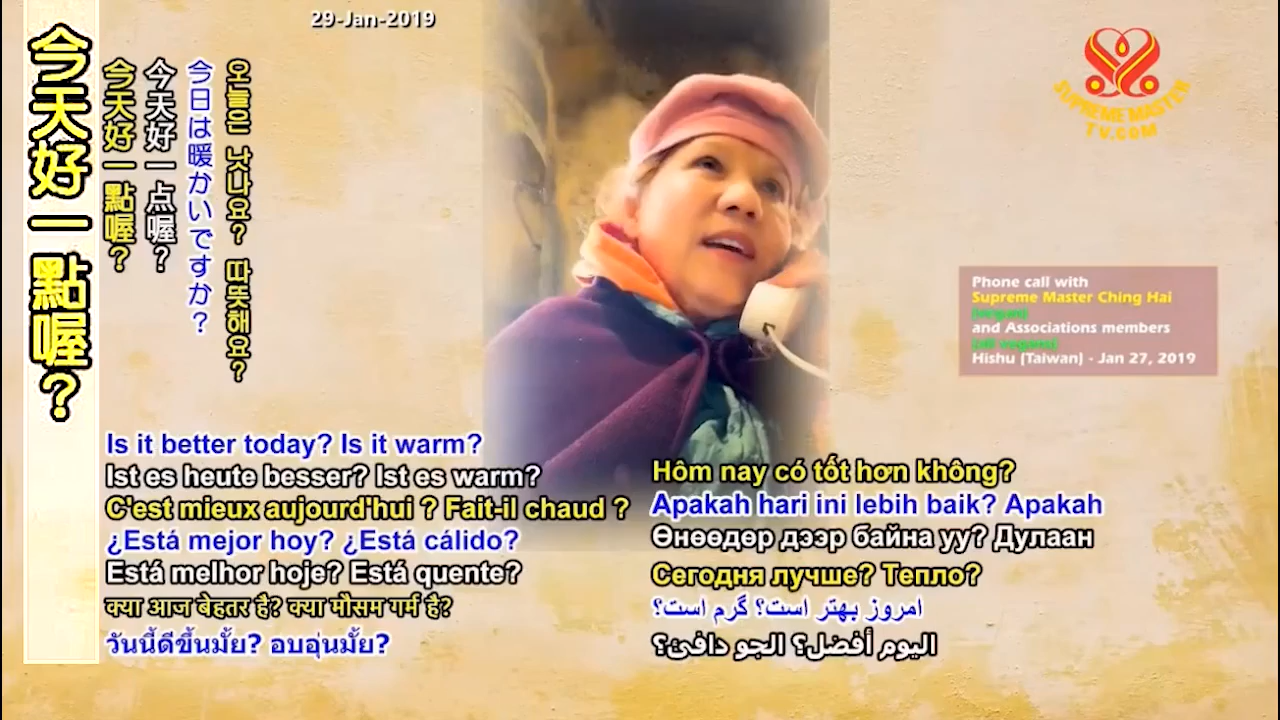 29-Jan-2019
今天好一點喔？
今天好一點喔？
今天好一点喔？
今日は暖かいですか？
오늘은 낫나요? 따뜻해요?
SUPREME MASTER
TV.COM
Phone call with
Supreme Master Ching Hai
(vegan)
and Associations members
(all vegans)
Hishu (Taiwan) - Jan 27, 2019
Is it better today? Is it warm?
Ist es heute besser? Ist es warm?
C'est mieux aujourd'hui ? Fait-il chaud ?
¿Está mejor hoy? ¿Está cálido?
Está melhor hoje? Está quente?
क्या आज बेहतर है? क्या मौसम गर्म है?
วันนี้ดีขึ้นมั้ย? อบอุ่นมั้ย?
Hôm nay có tốt hơn không?
Apakah hari ini lebih baik? Apakah
Өнөөдөр дээр байна уу? Дулаан
Сегодня лучше? Тепло?
امروز بهتر است؟ گرم است؟
اليوم أفضل؟ الجو دافئ؟